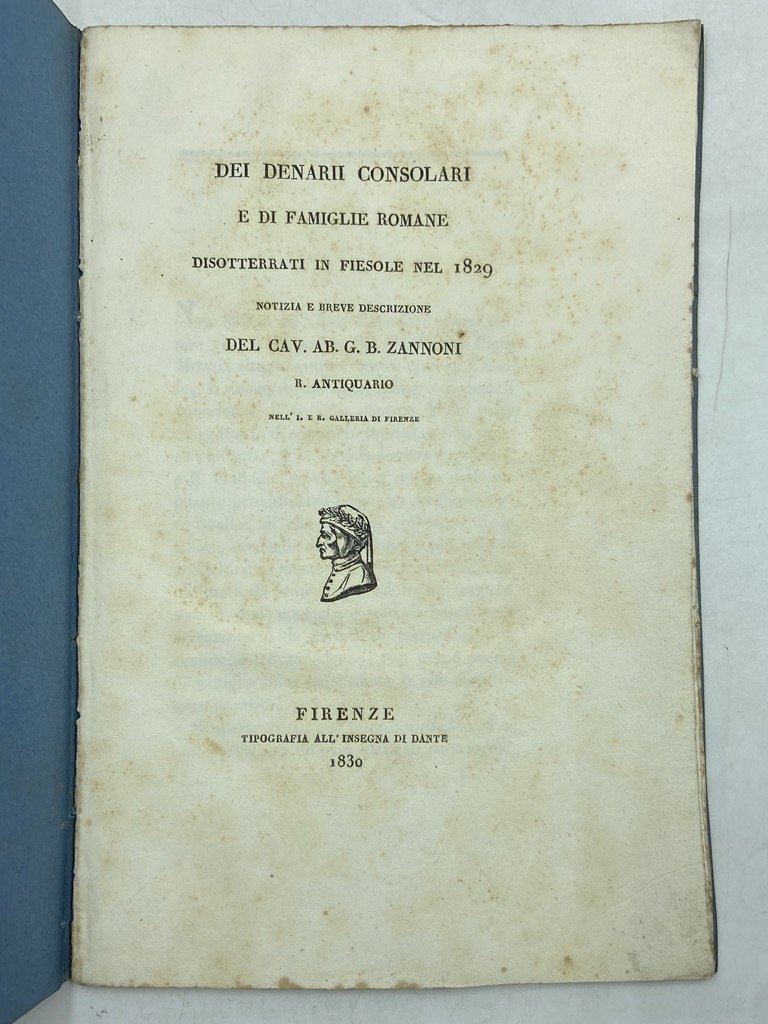 DEI DENARII CONSOLARI
E DI FAMIGLIE ROMANE
DISOTTERRATI IN FIESOLE NEL 1829
NOTIZIA E BREVE DESCRIZIONE
DEL CAV. AB. G. B. ZANNONI
R. ANTIQUARIO
NELL' I. E R. GALLERIA DI FIRENZE
FIRENZE
TIPOGRAFIA ALL' INSEGNA DI DANTE
1830